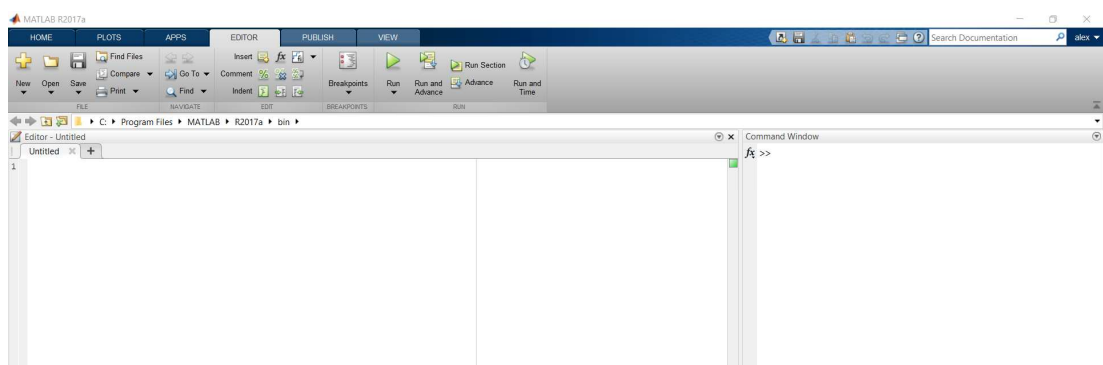 MATLAB R2017a
HOME PLOTS APPS EDITOR PUBLISH VIEW
Search Documentation
alex
New
Open
Save
Find Files
Compare
Print
Go To
Find
Insert
fx
Comment
Indent
Breakpoints
Run
Run and
Advance
Run Section
Advance
Run and
Time
FILE NAVIGATE EDIT BREAKPOINTS RUN
C: Program Files MATLAB R2017a bin
Editor - Untitled
Untitled
1
Command Window
fx >>